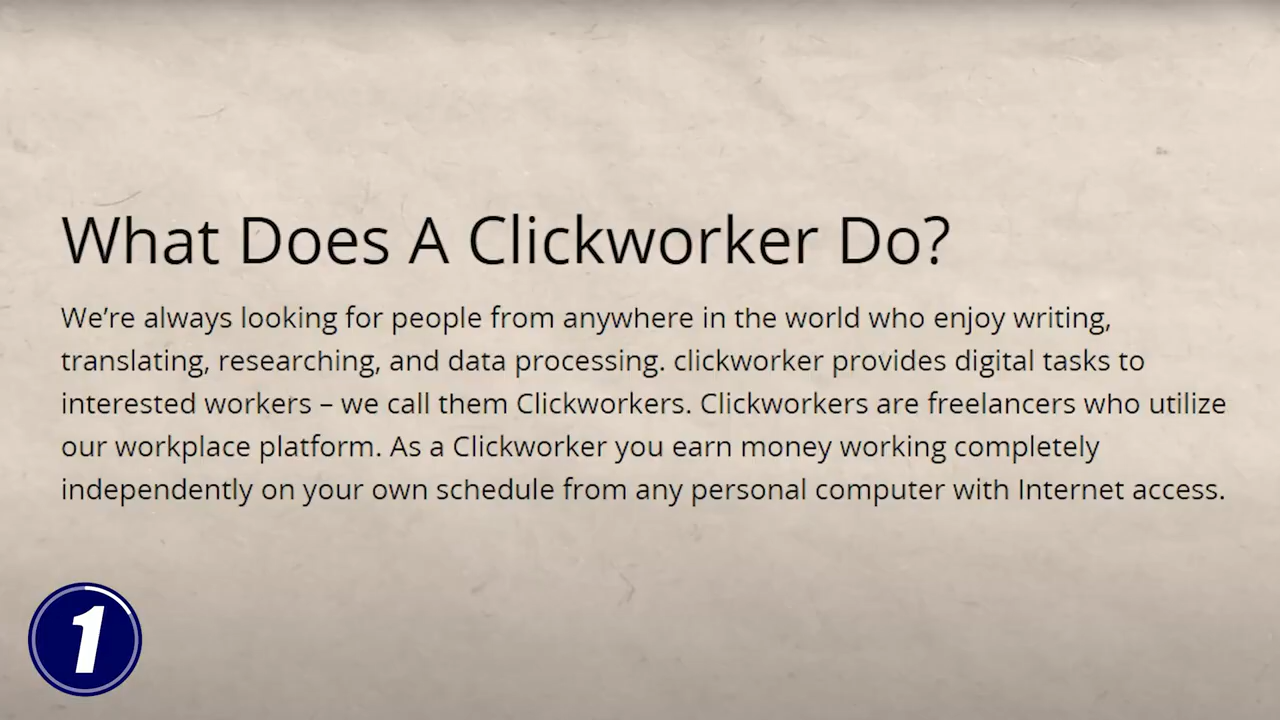 What Does A Clickworker Do?
We’re always looking for people from anywhere in the world who enjoy writing,
translating, researching, and data processing. clickworker provides digital tasks to
interested workers – we call them Clickworkers. Clickworkers are freelancers who utilize
our workplace platform. As a Clickworker you earn money working completely
independently on your own schedule from any personal computer with Internet access.
1